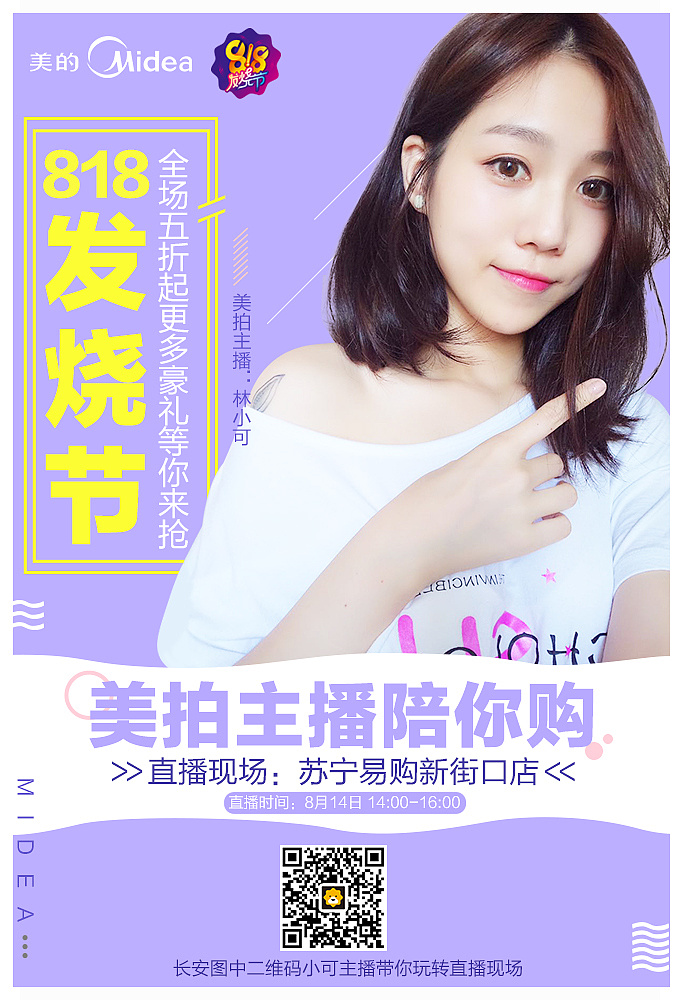 美的 Midea
818
发烧节
818
发烧节
全场五折起更多豪礼等你来抢
美拍主播：林小可
INVINCIBLE
美拍主播陪你购
>>直播现场：苏宁易购新街口店<<
直播时间：8月14日 14:00-16:00
MIDEA...
长安图中二维码小可主播带你玩转直播现场